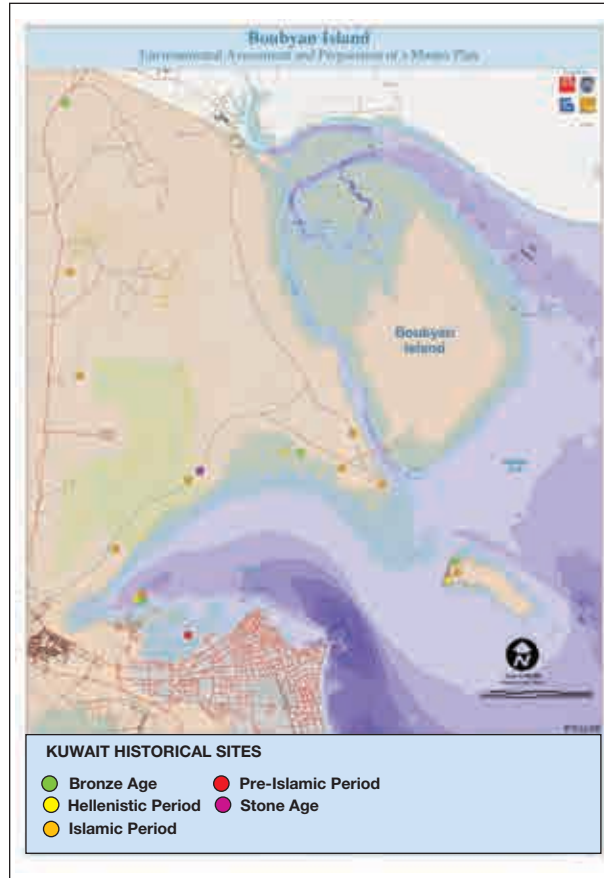 Boubyan Island
Environmental Assessment and Preparation of a Master Plan
Boubyan
Island
N
KUWAIT HISTORICAL SITES
Bronze Age
Pre-Islamic Period
Hellenistic Period
Stone Age
Islamic Period